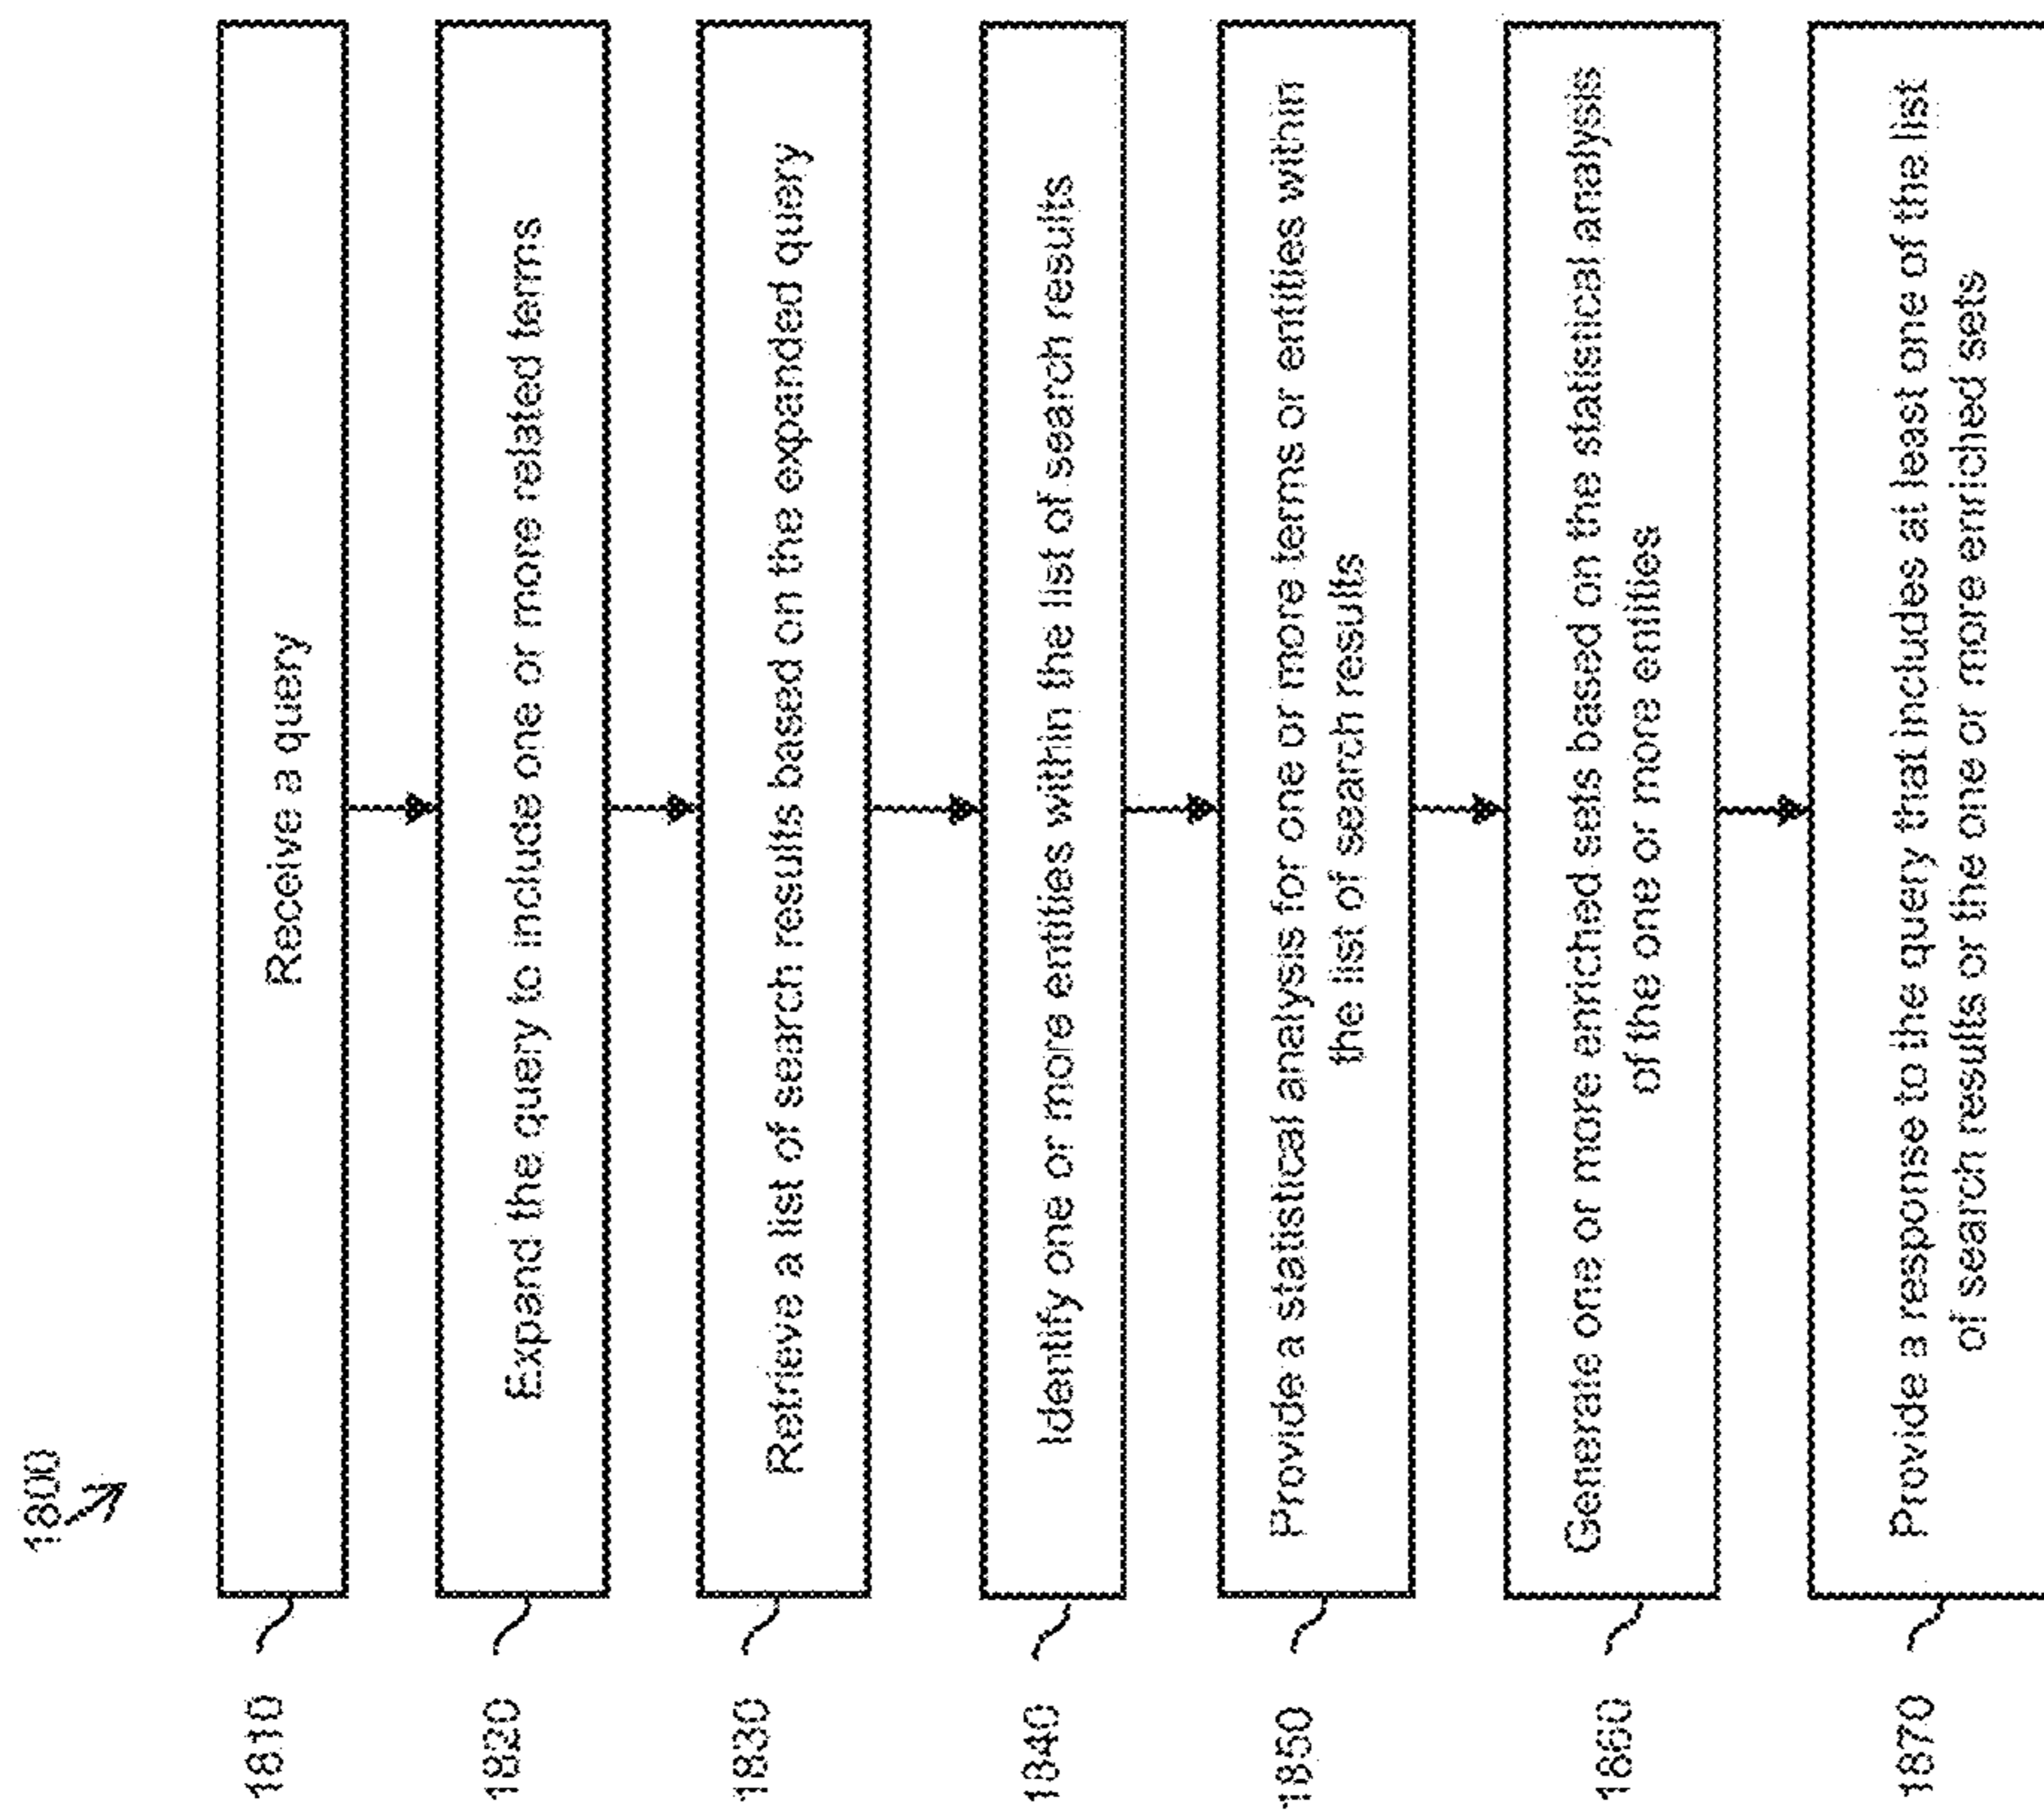 1800
1810
Receive a query
1820
Expand the query to include one or more related terms
1830
Retrieve a list of search results based on the expanded query
1840
Identify one or more entities within the list of search results
1850
Provide a statistical analysis for one or more terms or entities within
the list of search results
1860
Generate one or more enriched sets based on the statistical analysis
of the one or more entities
1870
Provide a response to the query that includes at least one of the list
of search results or the one or more enriched sets